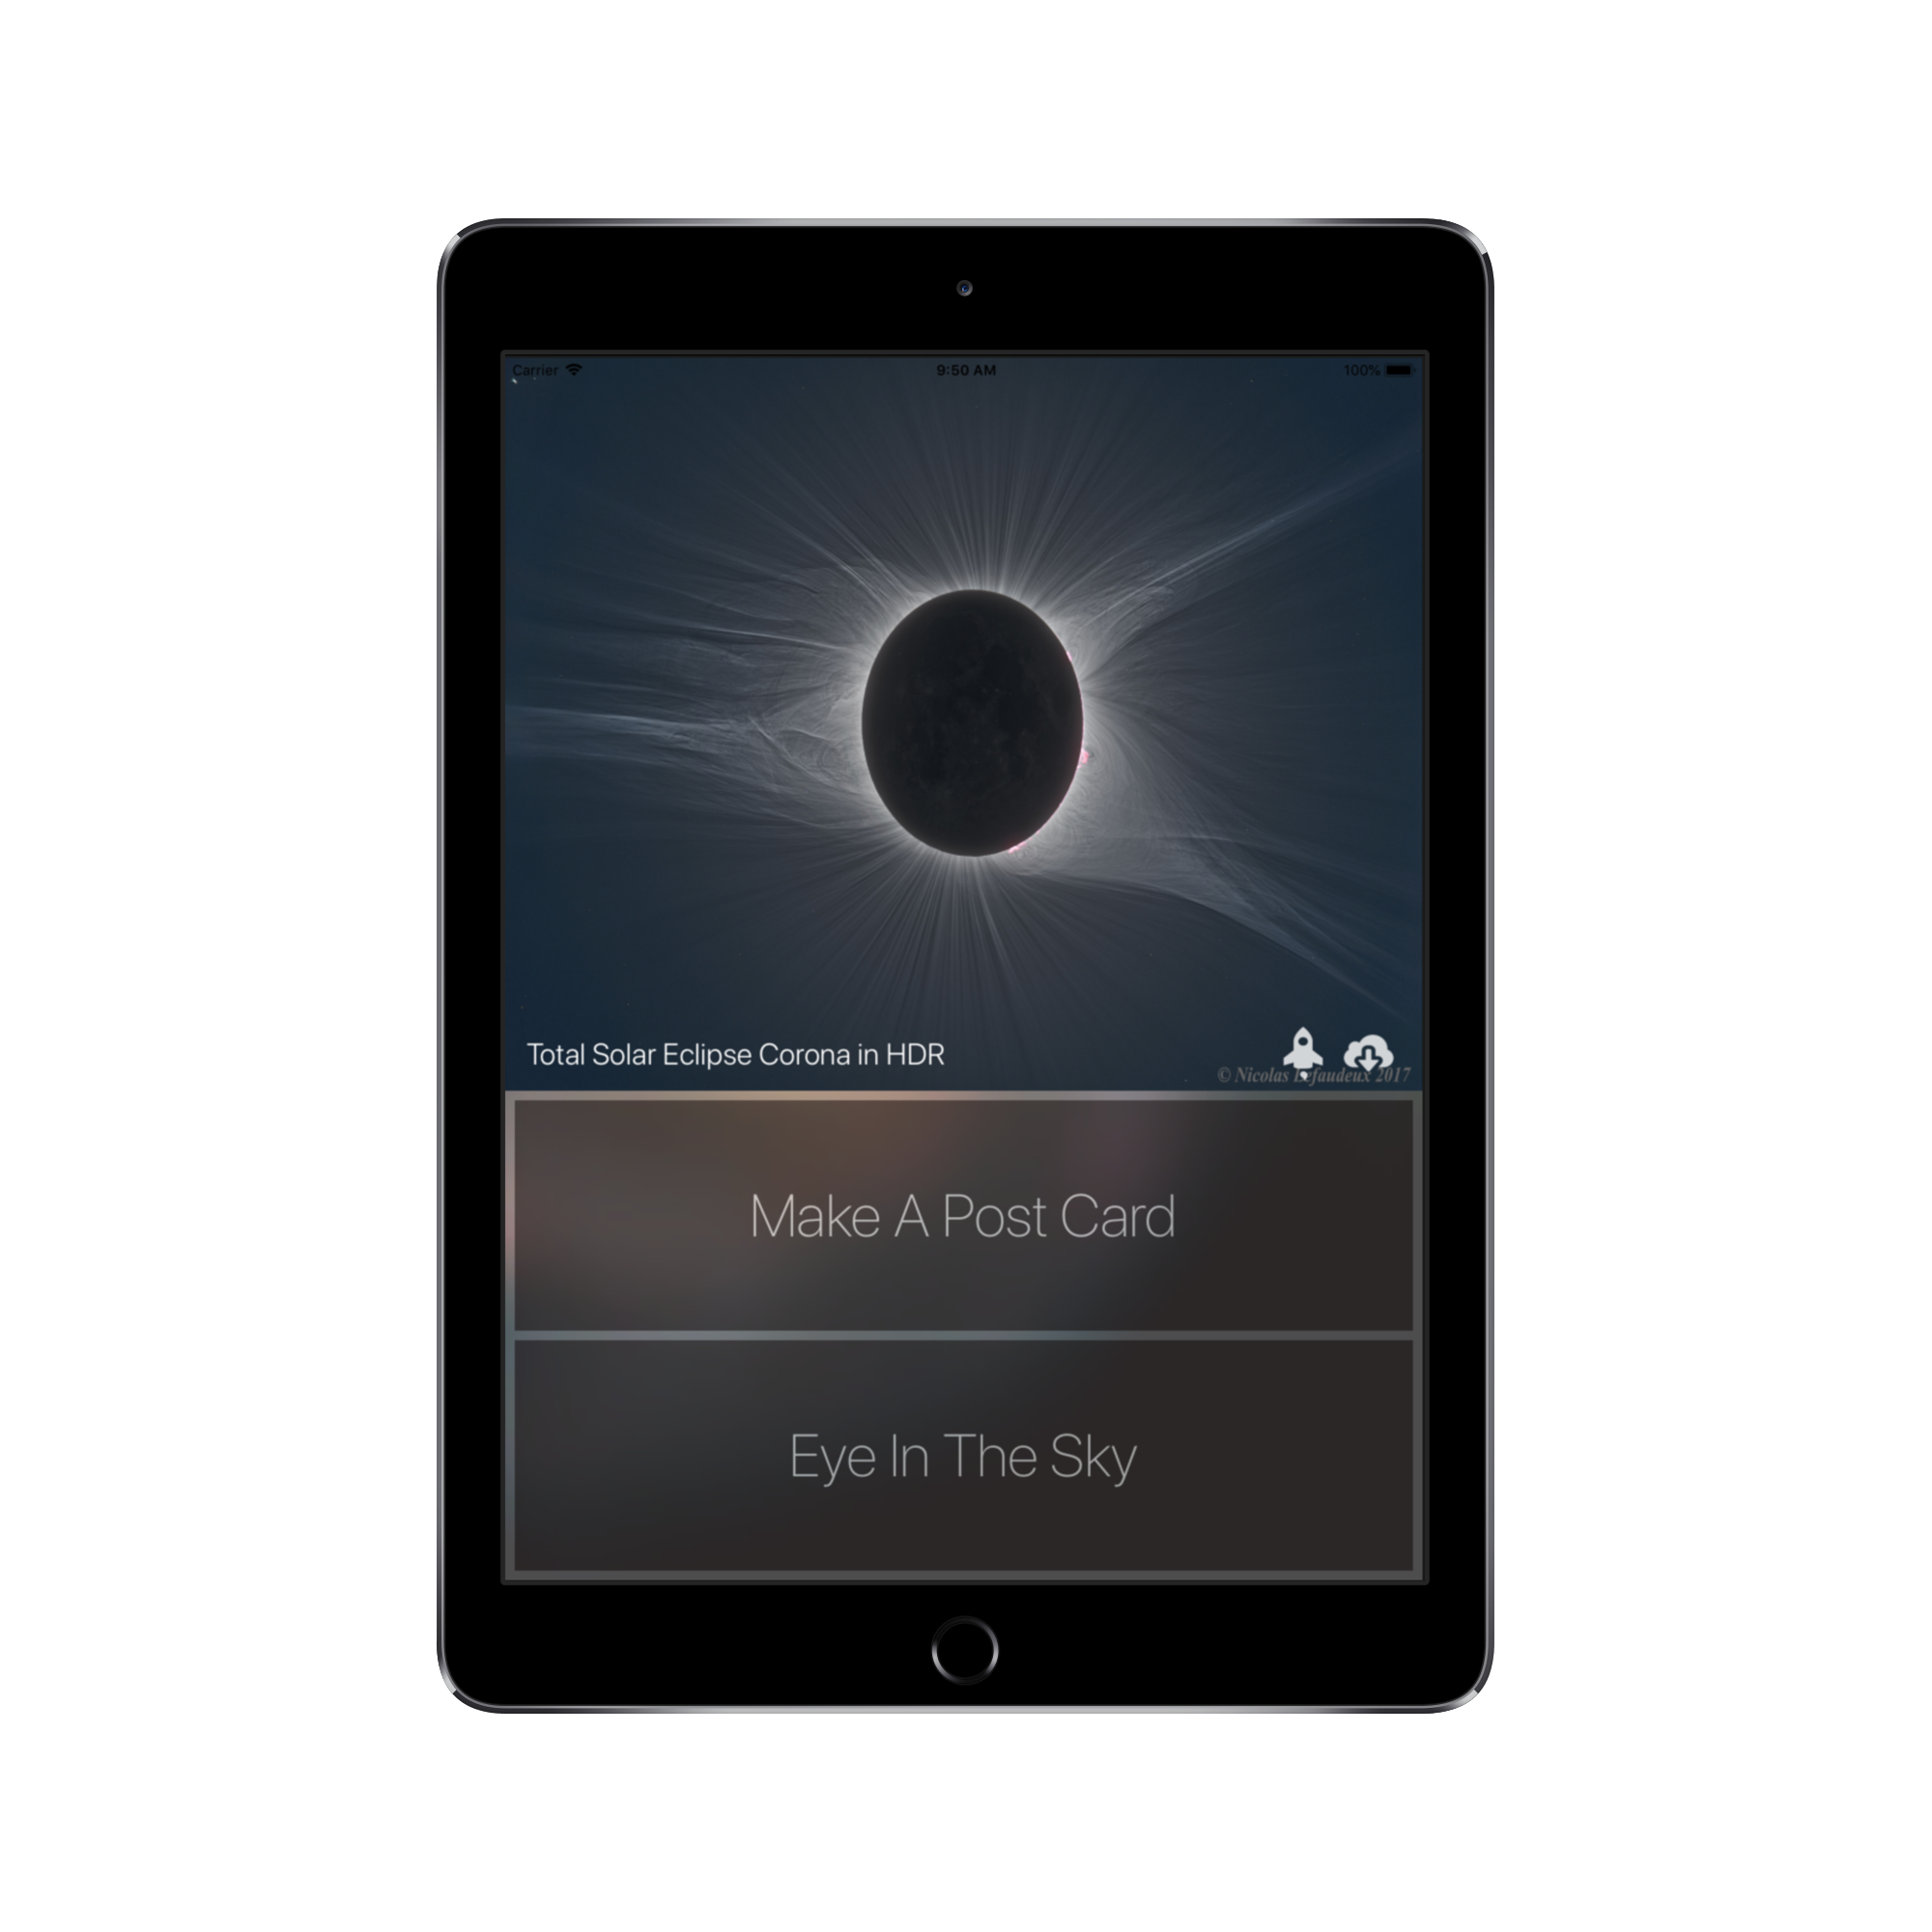 Carrier 9:50 AM 100%
Total Solar Eclipse Corona in HDR
© Nicolas Lefaudeux 2017
Make A Post Card
Eye In The Sky